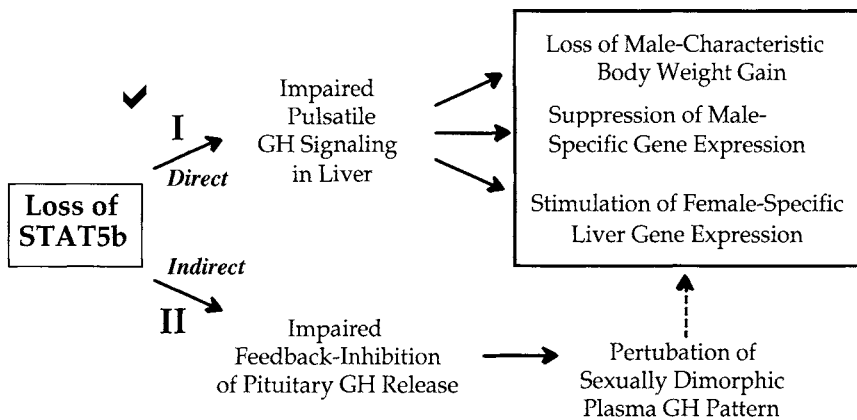 Loss of
STAT5b
I
Direct
Impaired
Pulsatile
GH Signaling
in Liver
Loss of Male-Characteristic
Body Weight Gain
Suppression of Male-
Specific Gene Expression
Stimulation of Female-Specific
Liver Gene Expression
Indirect
II
Impaired
Feedback-Inhibition
of Pituitary GH Release
Pertubation of
Sexually Dimorphic
Plasma GH Pattern